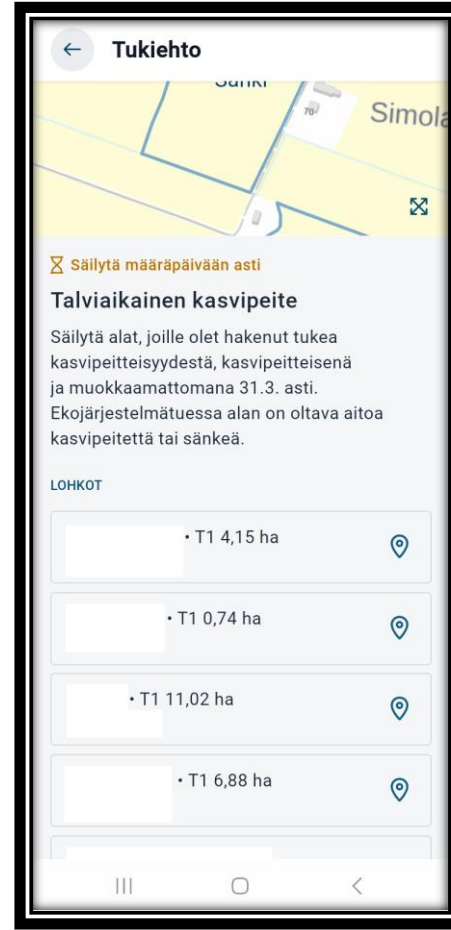 Tukiehto
Sänki
70
Simola
Säilytä määräpäivään asti
Talviaikainen kasvipeite
Säilytä alat, joille olet hakenut tukea
kasvipeitteisyydestä, kasvipeitteisenä
ja muokkaamattomana 31.3. asti.
Ekojärjestelmätuessa alan on oltava aitoa
kasvipeitettä tai sänkeä.
LOHKOT
• T1 4,15 ha
• T1 0,74 ha
• T1 11,02 ha
• T1 6,88 ha